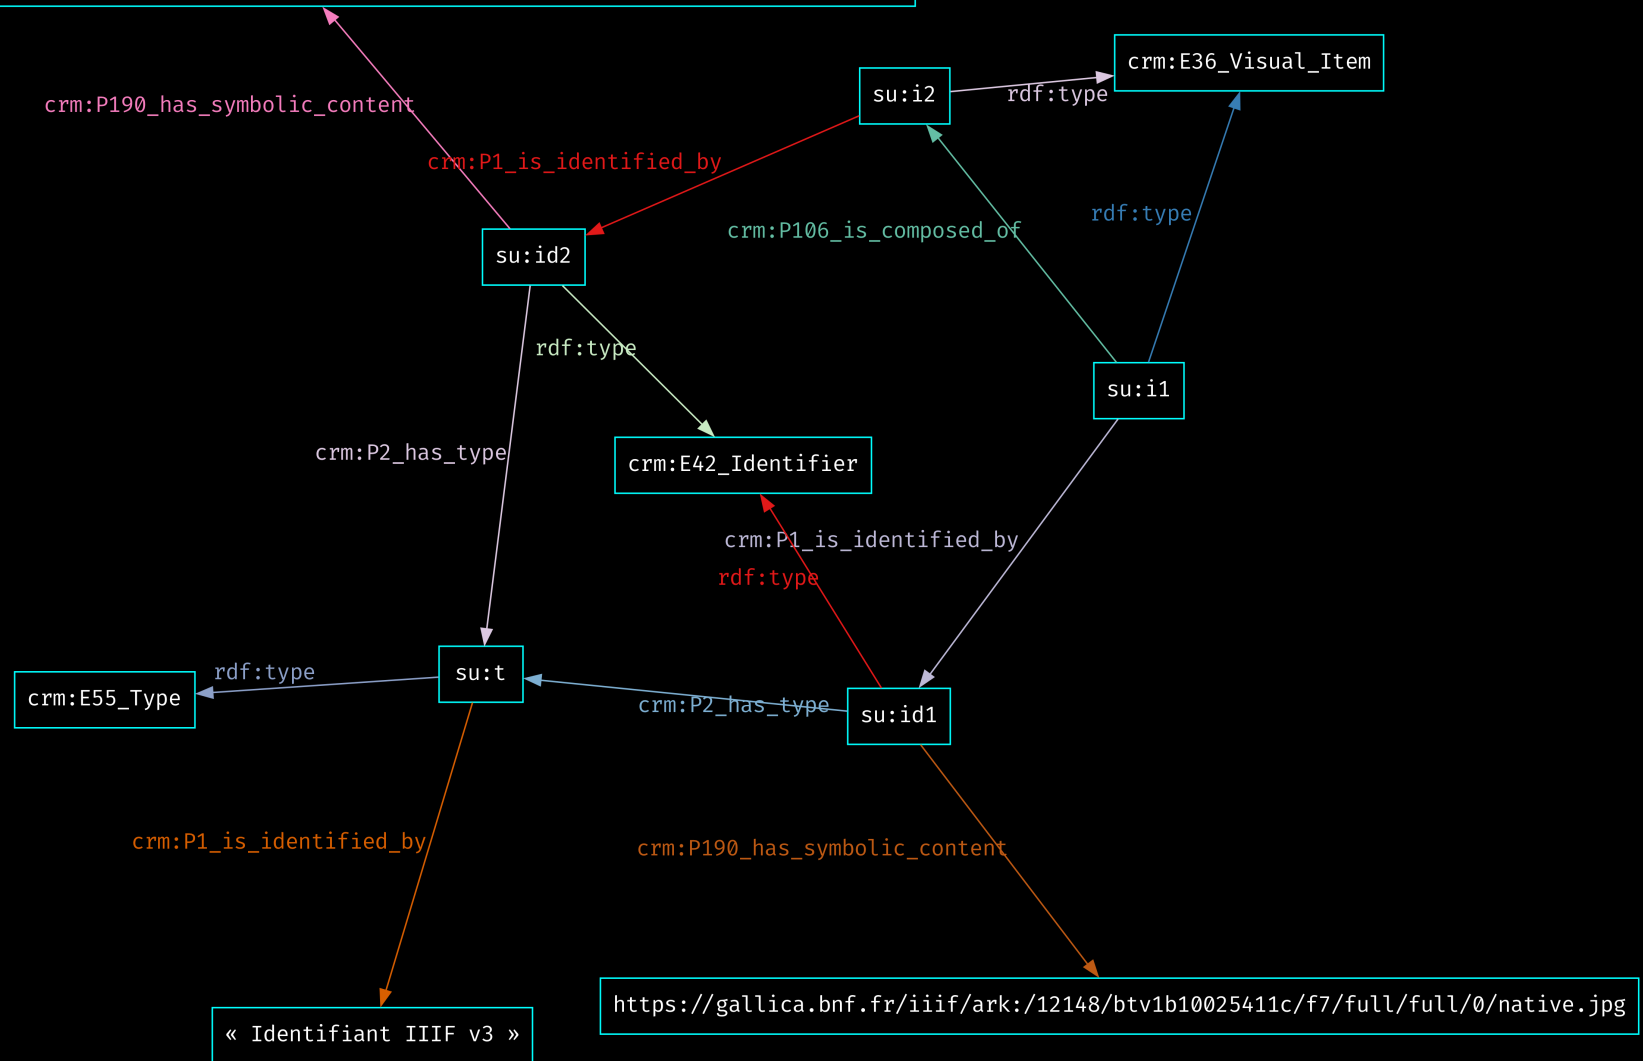 crm:E36_Visual_Item
su:i2
rdf:type
crm:P190_has_symbolic_content
crm:P1_is_identified_by
rdf:type
crm:P106_is_composed_of
su:id2
rdf:type
su:i1
crm:P2_has_type
crm:E42_Identifier
crm:P1_is_identified_by
rdf:type
rdf:type
su:t
crm:E55_Type
crm:P2_has_type
su:id1
crm:P1_is_identified_by
crm:P190_has_symbolic_content
https://gallica.bnf.fr/iiif/ark:/12148/btv1b10025411c/f7/full/full/0/native.jpg
« Identifiant IIIF v3 »